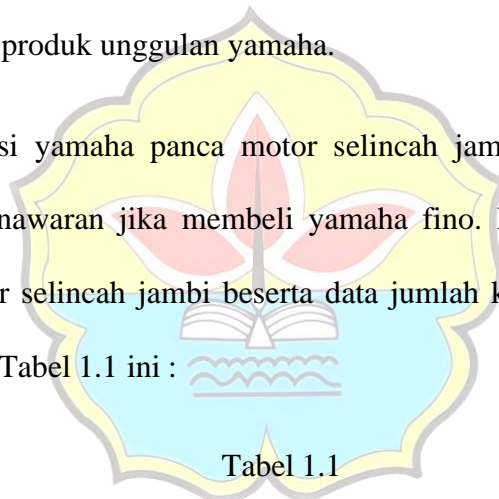 produk unggulan yamaha.
si yamaha panca motor selincah jam
nawaran jika membeli yamaha fino.
r selincah jambi beserta data jumlah k
Tabel 1.1 ini :
Tabel 1.1